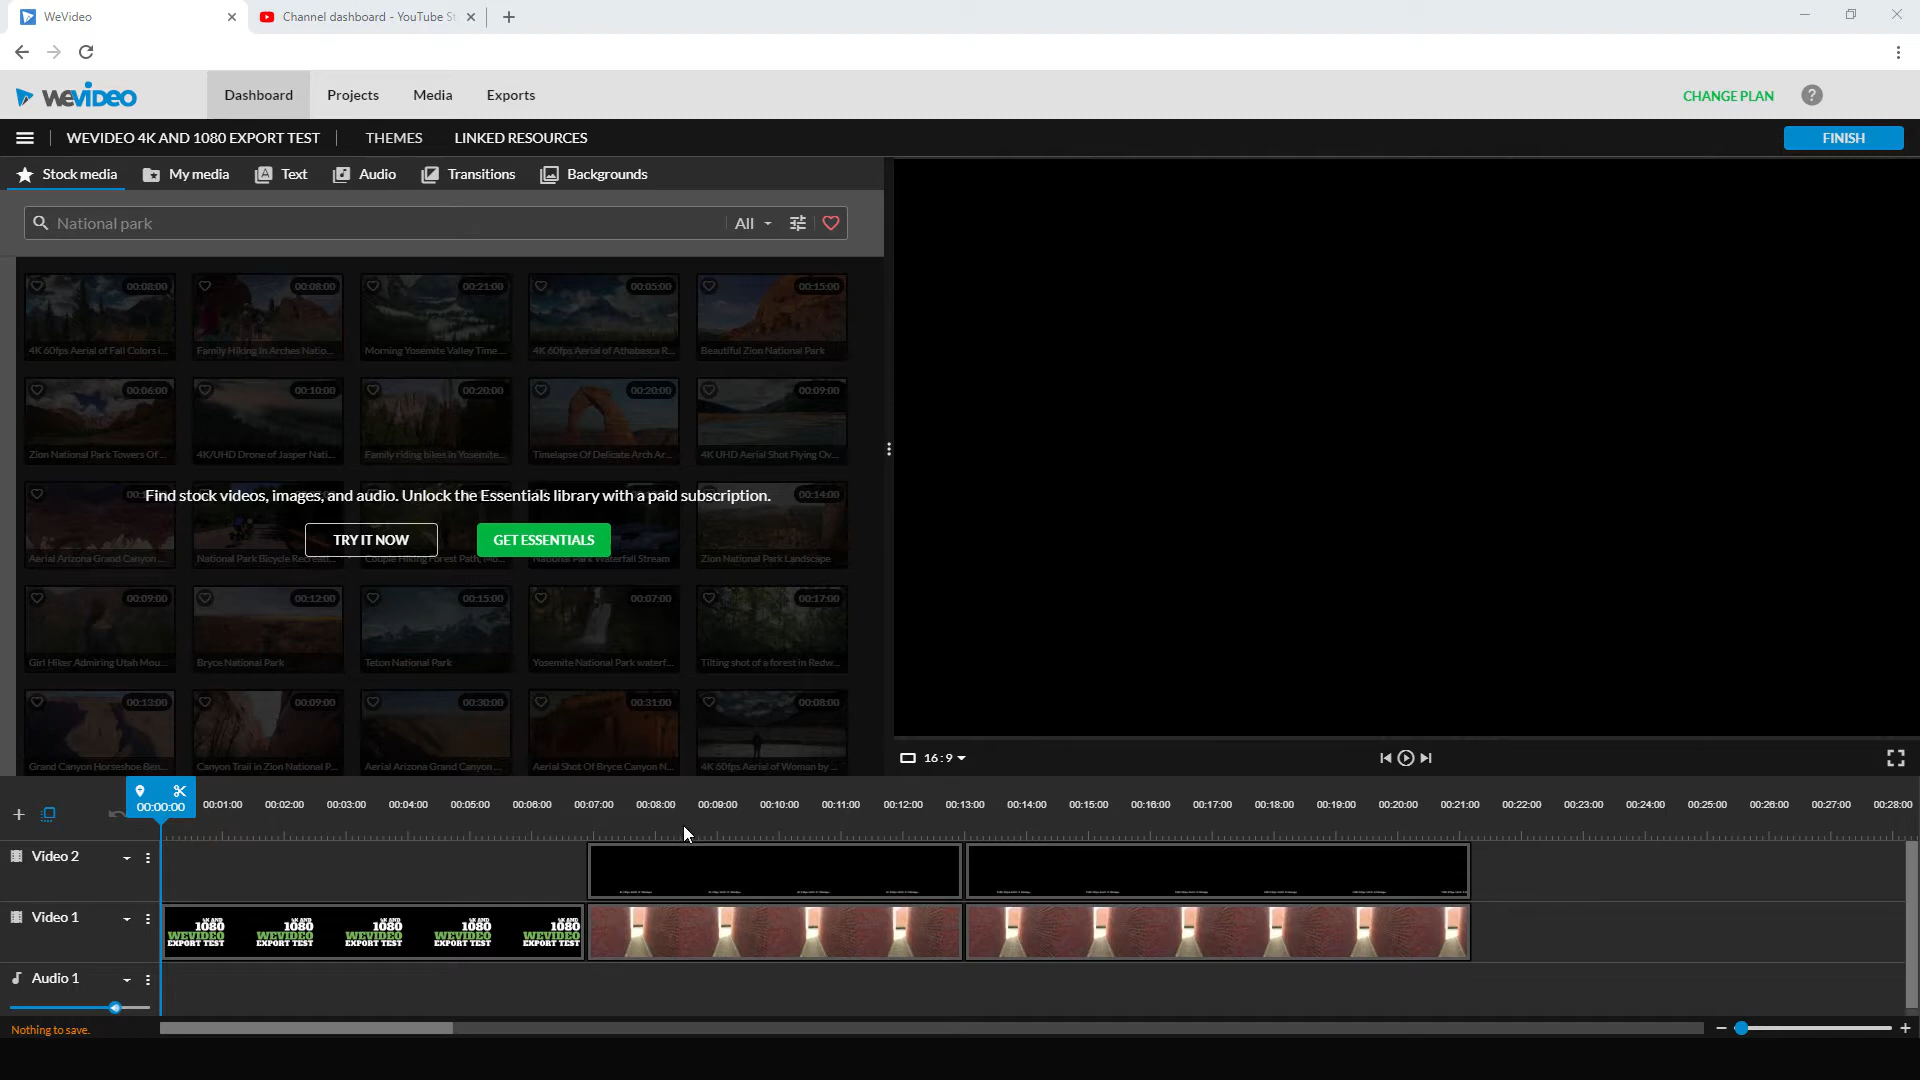 WeVideo
Channel dashboard - YouTube St
WEVIDEO
Dashboard
Projects
Media
Exports
CHANGE PLAN
?
WEVIDEO 4K AND 1080 EXPORT TEST
THEMES
LINKED RESOURCES
FINISH
Stock media
My media
Text
Audio
Transitions
Backgrounds
National park
All
00:08:00
00:08:00
00:21:00
00:05:00
00:15:00
4K 60fps Aerial of Fall Colors i...
Family Hiking In Arches Natio...
Morning Yosemite Valley Time...
4K 60fps Aerial of Athabasca R...
Beautiful Zion National Park
00:06:00
00:10:00
00:20:00
00:20:00
00:09:00
Zion National Park Towers Of ...
4K/UHD Drone of Jasper Nati...
Family riding bikes in Yosemite...
Timelapse Of Delicate Arch Ar...
4K UHD Aerial Shot Flying Ov...
00:14:00
Find stock videos, images, and audio. Unlock the Essentials library with a paid subscription.
TRY IT NOW
GET ESSENTIALS
Aerial Arizona Grand Canyon ...
National Park Bicycle Recreati...
Couple Hiking Forest Path, Mo...
National Park Waterfall Stream
Zion National Park Landscape
00:09:00
00:12:00
00:15:00
00:07:00
00:17:00
Girl Hiker Admiring Utah Mou...
Bryce National Park
Teton National Park
Yosemite National Park waterf...
Tilting shot of a forest in Redw...
00:13:00
00:09:00
00:30:00
00:31:00
00:08:00
Grand Canyon Horseshoe Ben...
Canyon Trail in Zion National P...
Aerial Arizona Grand Canyon ...
Aerial Shot Of Bryce Canyon N...
4K 60fps Aerial of Woman by ...
16:9
00:00:00
00:01:00
00:02:00
00:03:00
00:04:00
00:05:00
00:06:00
00:07:00
00:08:00
00:09:00
00:10:00
00:11:00
00:12:00
00:13:00
00:14:00
00:15:00
00:16:00
00:17:00
00:18:00
00:19:00
00:20:00
00:21:00
00:22:00
00:23:00
00:24:00
00:25:00
00:26:00
00:27:00
00:28:00
Video 2
Video 1
4K AND
1080
WEVIDEO
EXPORT TEST
4K AND
1080
WEVIDEO
EXPORT TEST
4K AND
1080
WEVIDEO
EXPORT TEST
4K AND
1080
WEVIDEO
EXPORT TEST
4K AND
1080
WEVIDEO
EXPORT TEST
Audio 1
Nothing to save.